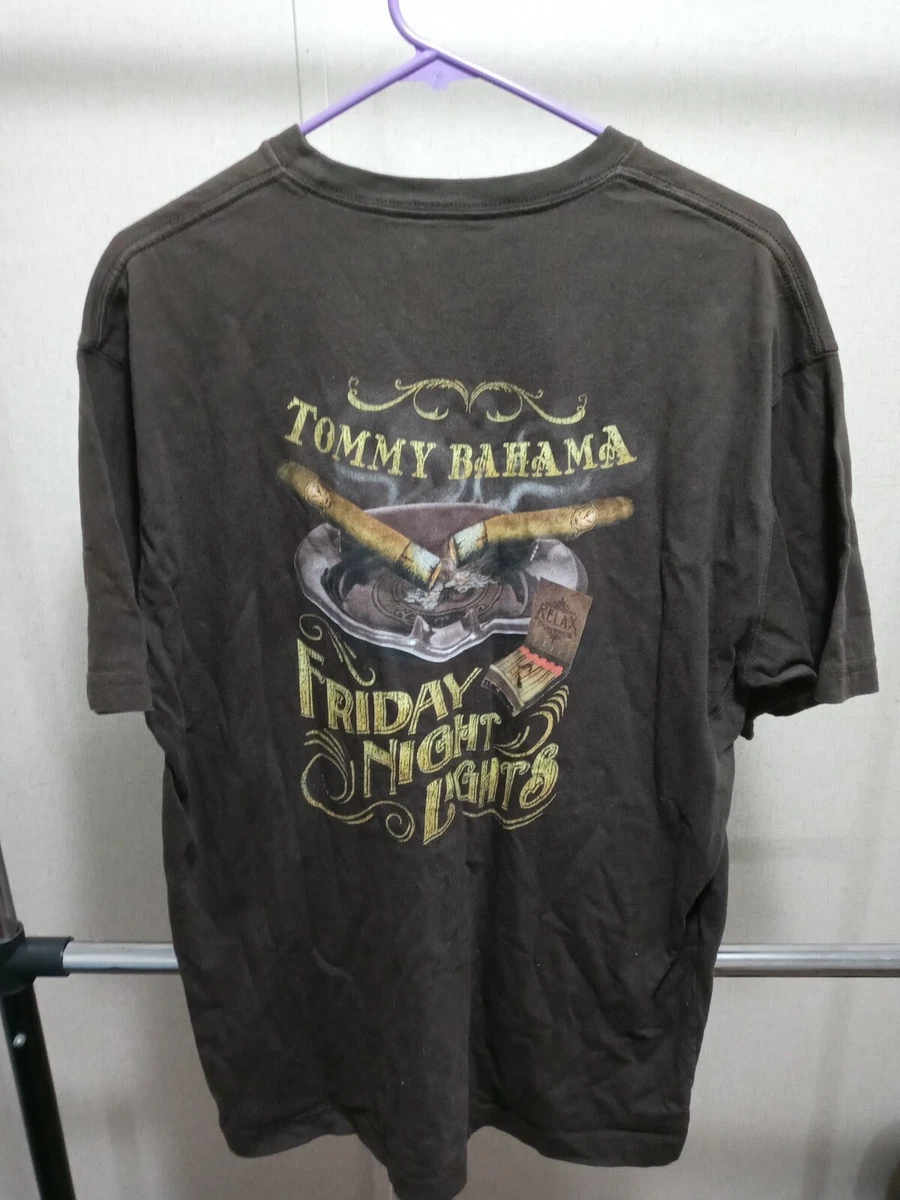 TOMMY BAHAMA
RELAX
FRIDAY
NIGHT
LIGHTS